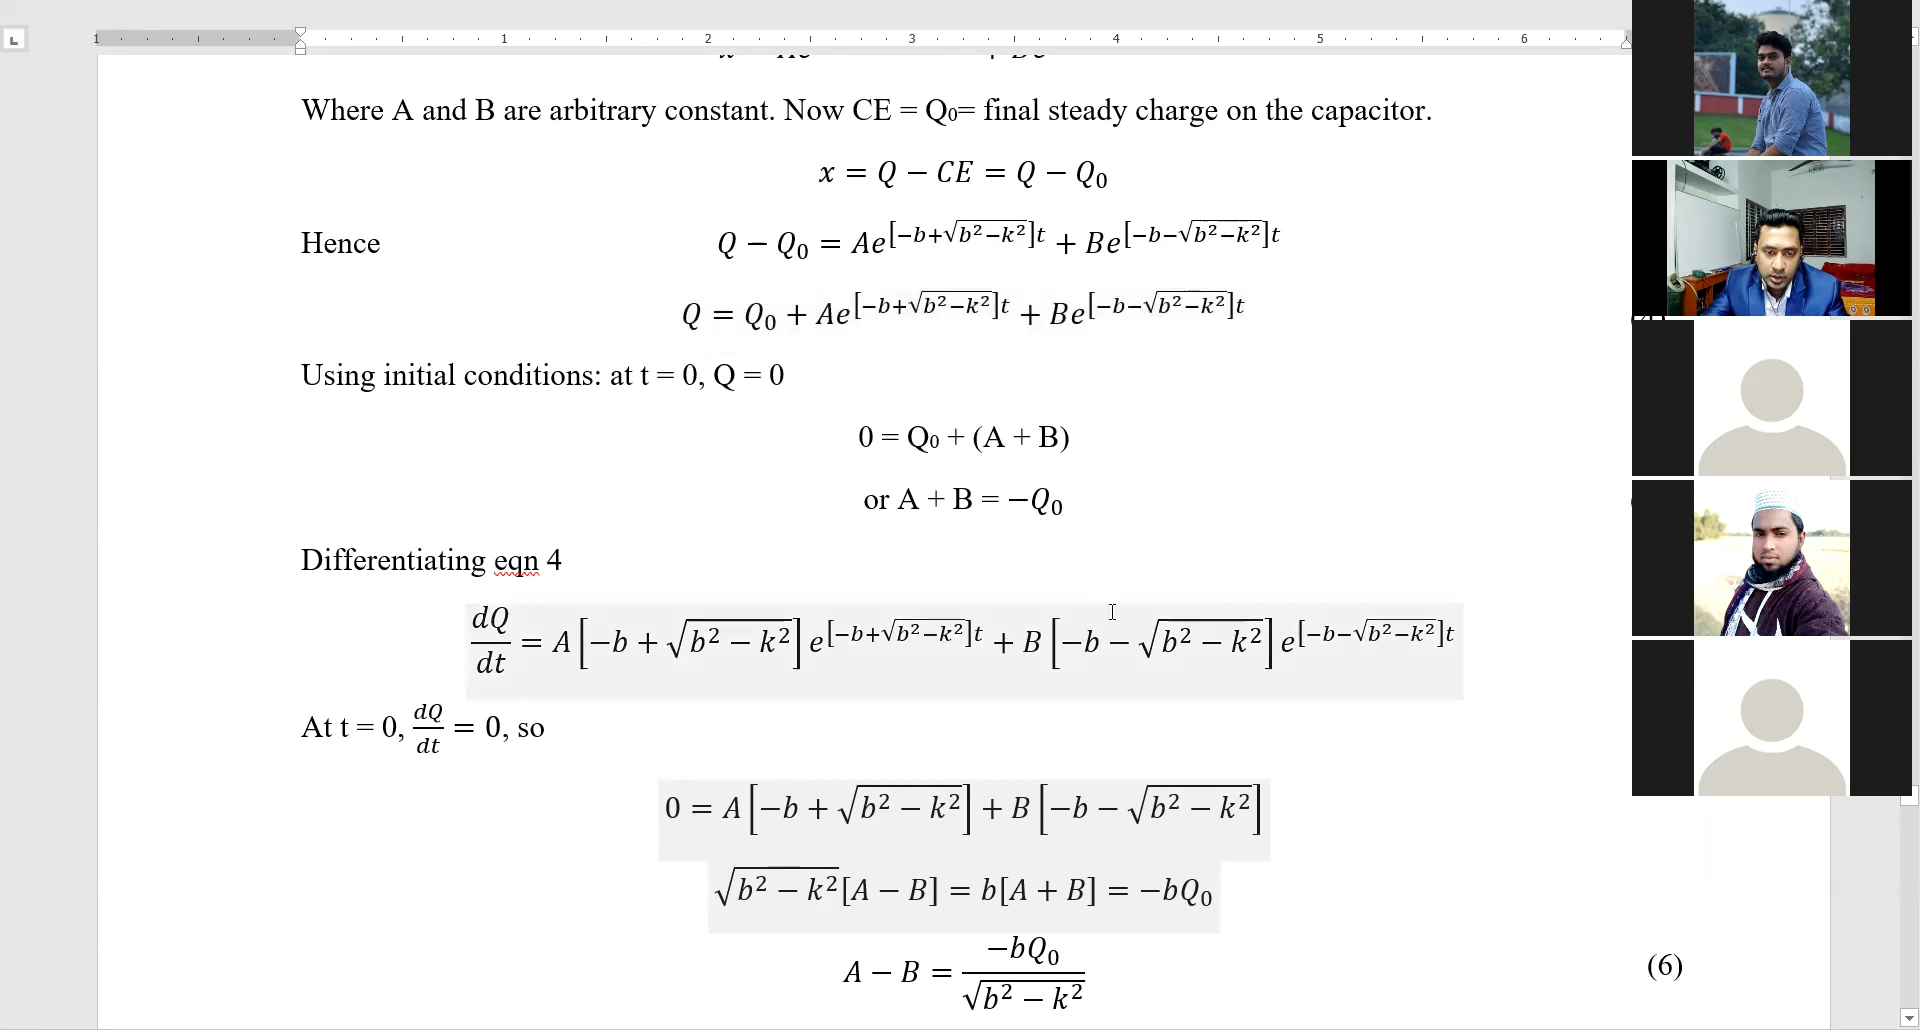 1 1 2 3 4 5 6
Where A and B are arbitrary constant. Now CE = Q₀= final steady charge on the capacitor.
x = Q − CE = Q − Q₀
Hence Q − Q₀ = Ae^[−b+√(b²−k²)]t + Be^[−b−√(b²−k²)]t
Q = Q₀ + Ae^[−b+√(b²−k²)]t + Be^[−b−√(b²−k²)]t
Using initial conditions: at t = 0, Q = 0
0 = Q₀ + (A + B)
or A + B = −Q₀
Differentiating eqn 4
dQ/dt = A[−b + √(b² − k²)] e^[−b+√(b²−k²)]t + B[−b − √(b² − k²)] e^[−b−√(b²−k²)]t
At t = 0, dQ/dt = 0, so
0 = A[−b + √(b² − k²)] + B[−b − √(b² − k²)]
√(b² − k²)[A − B] = b[A + B] = −bQ₀
A − B = −bQ₀/√(b² − k²) (6)